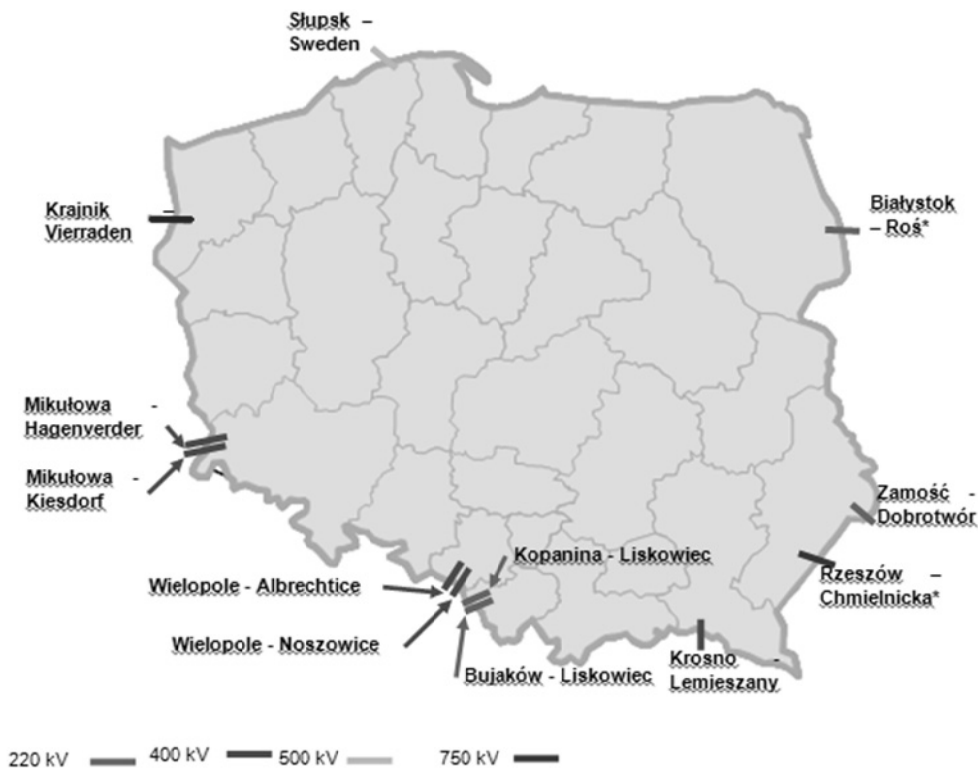 Słupsk –
Sweden
Krajnik –
Vierraden
Białystok
– Roś*
Mikułowa -
Hagenverder
Mikułowa -
Kiesdorf
Zamość -
Dobrotwór
Kopanina - Liskowiec
Rzeszów –
Chmielnicka*
Wielopole - Albrechtice
Wielopole - Noszowice
Bujaków - Liskowiec
Krosno -
Lemieszany
220 kV 400 kV 500 kV 750 kV